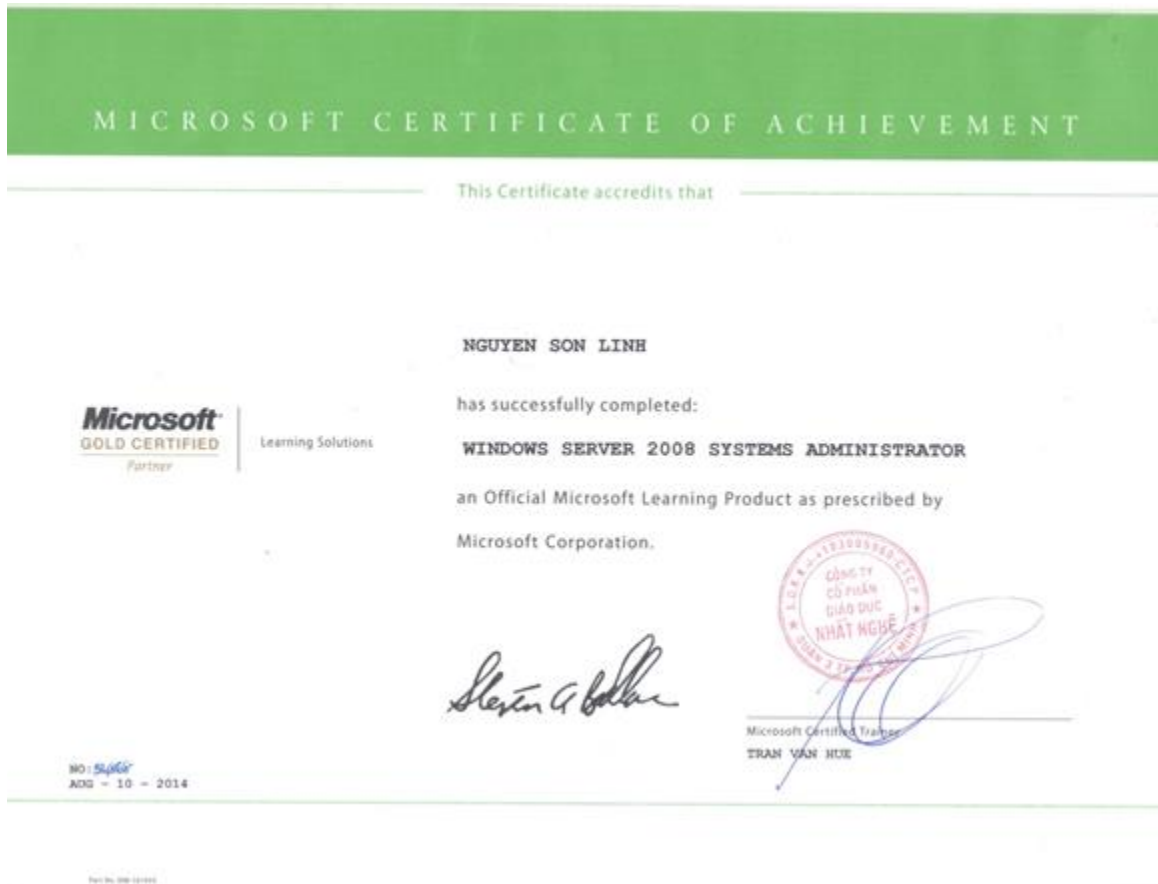 MICROSOFT CERTIFICATE OF ACHIEVEMENT
This Certificate accredits that
NGUYEN SON LINH
has successfully completed:
Microsoft
GOLD CERTIFIED
Partner
Learning Solutions
WINDOWS SERVER 2008 SYSTEMS ADMINISTRATOR
an Official Microsoft Learning Product as prescribed by
Microsoft Corporation.
CÔNG TY
CỔ PHẦN
GIÁO DỤC
NHẤT NGHỆ
Microsoft Certified Trainer
TRAN VAN HUE
NO:
AUG - 10 - 2014
Part No.